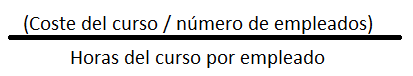 (Coste del curso / número de empleados)
Horas del curso por empleado